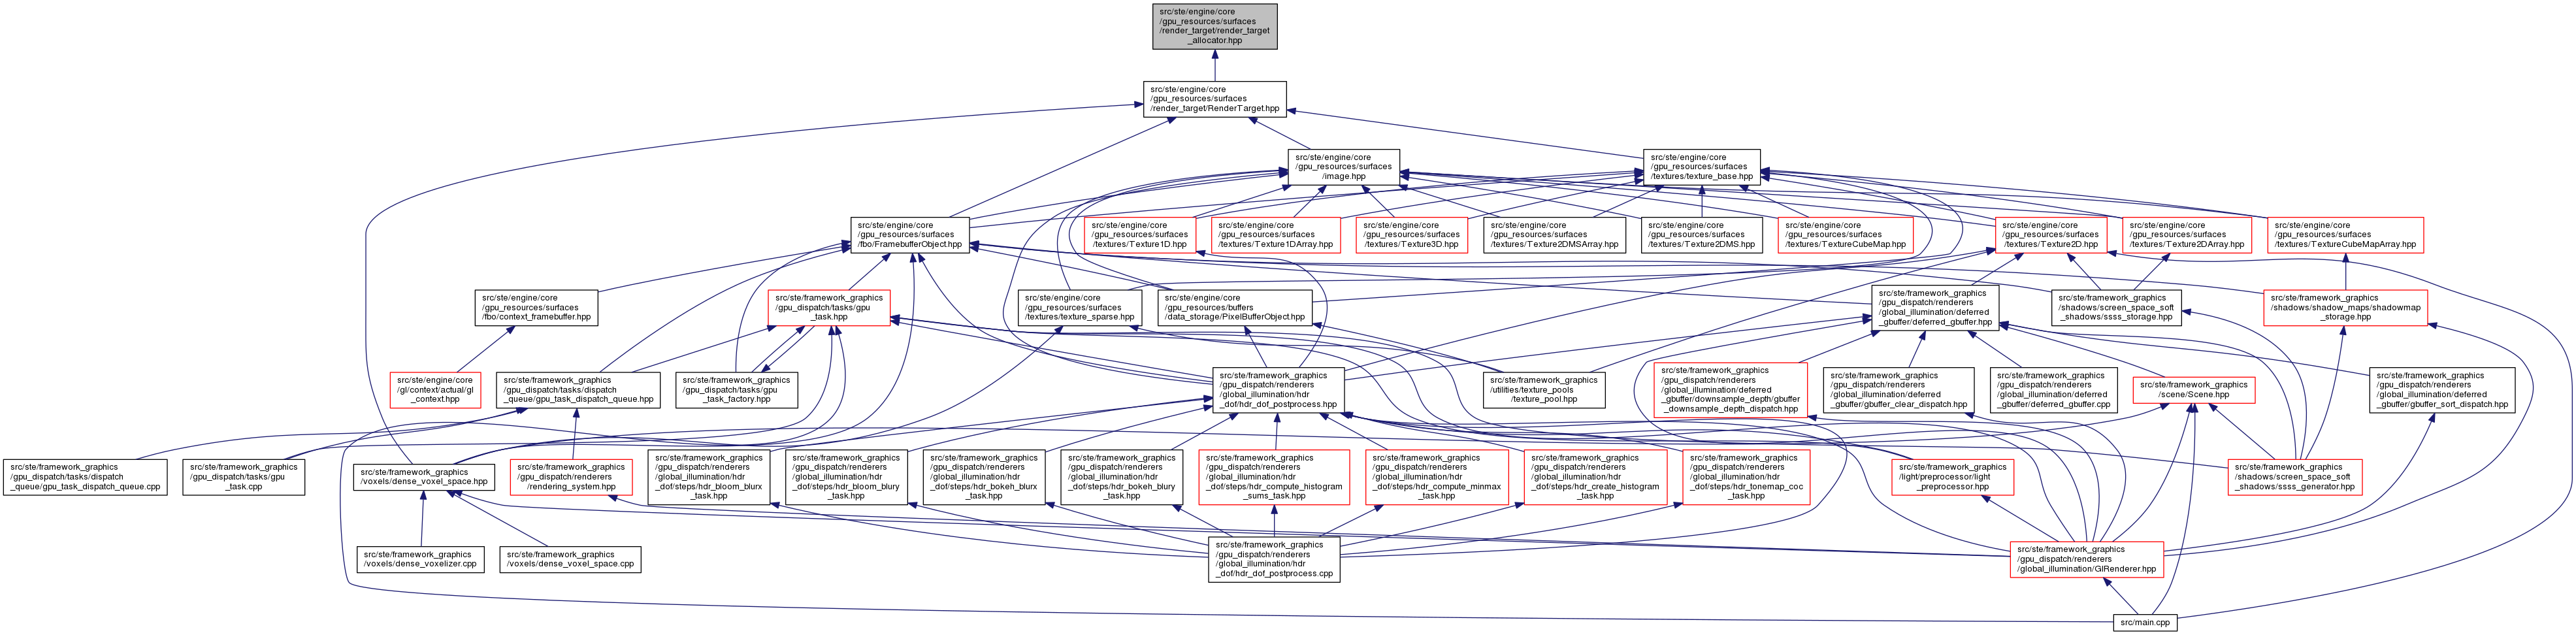 src/ste/engine/core
/gpu_resources/surfaces
/render_target/render_target
_allocator.hpp
src/ste/engine/core
/gpu_resources/surfaces
/render_target/RenderTarget.hpp
src/ste/engine/core
/gpu_resources/surfaces
/image.hpp
src/ste/engine/core
/gpu_resources/surfaces
/textures/texture_base.hpp
src/ste/engine/core
/gpu_resources/surfaces
/fbo/FramebufferObject.hpp
src/ste/engine/core
/gpu_resources/surfaces
/textures/Texture1D.hpp
src/ste/engine/core
/gpu_resources/surfaces
/textures/Texture1DArray.hpp
src/ste/engine/core
/gpu_resources/surfaces
/textures/Texture3D.hpp
src/ste/engine/core
/gpu_resources/surfaces
/textures/Texture2DMSArray.hpp
src/ste/engine/core
/gpu_resources/surfaces
/textures/Texture2DMS.hpp
src/ste/engine/core
/gpu_resources/surfaces
/textures/TextureCubeMap.hpp
src/ste/engine/core
/gpu_resources/surfaces
/textures/Texture2D.hpp
src/ste/engine/core
/gpu_resources/surfaces
/textures/Texture2DArray.hpp
src/ste/engine/core
/gpu_resources/surfaces
/textures/TextureCubeMapArray.hpp
src/ste/engine/core
/gpu_resources/surfaces
/fbo/context_framebuffer.hpp
src/ste/framework_graphics
/gpu_dispatch/tasks/gpu
_task.hpp
src/ste/engine/core
/gpu_resources/surfaces
/textures/texture_sparse.hpp
src/ste/engine/core
/gpu_resources/buffers
/data_storage/PixelBufferObject.hpp
src/ste/framework_graphics
/gpu_dispatch/renderers
/global_illumination/deferred
_gbuffer/deferred_gbuffer.hpp
src/ste/framework_graphics
/shadows/screen_space_soft
_shadows/ssss_storage.hpp
src/ste/framework_graphics
/shadows/shadow_maps/shadowmap
_storage.hpp
src/ste/engine/core
/gl/context/actual/gl
_context.hpp
src/ste/framework_graphics
/gpu_dispatch/tasks/dispatch
_queue/gpu_task_dispatch_queue.hpp
src/ste/framework_graphics
/gpu_dispatch/tasks/gpu
_task_factory.hpp
src/ste/framework_graphics
/gpu_dispatch/renderers
/global_illumination/hdr
_dof/hdr_dof_postprocess.hpp
src/ste/framework_graphics
/utilities/texture_pools
/texture_pool.hpp
src/ste/framework_graphics
/gpu_dispatch/renderers
/global_illumination/deferred
_gbuffer/downsample_depth/gbuffer
_downsample_depth_dispatch.hpp
src/ste/framework_graphics
/gpu_dispatch/renderers
/global_illumination/deferred
_gbuffer/gbuffer_clear_dispatch.hpp
src/ste/framework_graphics
/gpu_dispatch/renderers
/global_illumination/deferred
_gbuffer/deferred_gbuffer.cpp
src/ste/framework_graphics
/scene/Scene.hpp
src/ste/framework_graphics
/gpu_dispatch/renderers
/global_illumination/deferred
_gbuffer/gbuffer_sort_dispatch.hpp
src/ste/framework_graphics
/gpu_dispatch/tasks/dispatch
_queue/gpu_task_dispatch_queue.cpp
src/ste/framework_graphics
/gpu_dispatch/tasks/gpu
_task.cpp
src/ste/framework_graphics
/voxels/dense_voxel_space.hpp
src/ste/framework_graphics
/gpu_dispatch/renderers
/rendering_system.hpp
src/ste/framework_graphics
/gpu_dispatch/renderers
/global_illumination/hdr
_dof/steps/hdr_bloom_blurx
_task.hpp
src/ste/framework_graphics
/gpu_dispatch/renderers
/global_illumination/hdr
_dof/steps/hdr_bloom_blury
_task.hpp
src/ste/framework_graphics
/gpu_dispatch/renderers
/global_illumination/hdr
_dof/steps/hdr_bokeh_blurx
_task.hpp
src/ste/framework_graphics
/gpu_dispatch/renderers
/global_illumination/hdr
_dof/steps/hdr_bokeh_blury
_task.hpp
src/ste/framework_graphics
/gpu_dispatch/renderers
/global_illumination/hdr
_dof/steps/hdr_compute_histogram
_sums_task.hpp
src/ste/framework_graphics
/gpu_dispatch/renderers
/global_illumination/hdr
_dof/steps/hdr_compute_minmax
_task.hpp
src/ste/framework_graphics
/gpu_dispatch/renderers
/global_illumination/hdr
_dof/steps/hdr_create_histogram
_task.hpp
src/ste/framework_graphics
/gpu_dispatch/renderers
/global_illumination/hdr
_dof/steps/hdr_tonemap_coc
_task.hpp
src/ste/framework_graphics
/light/preprocessor/light
_preprocessor.hpp
src/ste/framework_graphics
/shadows/screen_space_soft
_shadows/ssss_generator.hpp
src/ste/framework_graphics
/voxels/dense_voxelizer.cpp
src/ste/framework_graphics
/voxels/dense_voxel_space.cpp
src/ste/framework_graphics
/gpu_dispatch/renderers
/global_illumination/hdr
_dof/hdr_dof_postprocess.cpp
src/ste/framework_graphics
/gpu_dispatch/renderers
/global_illumination/GIRenderer.hpp
src/main.cpp